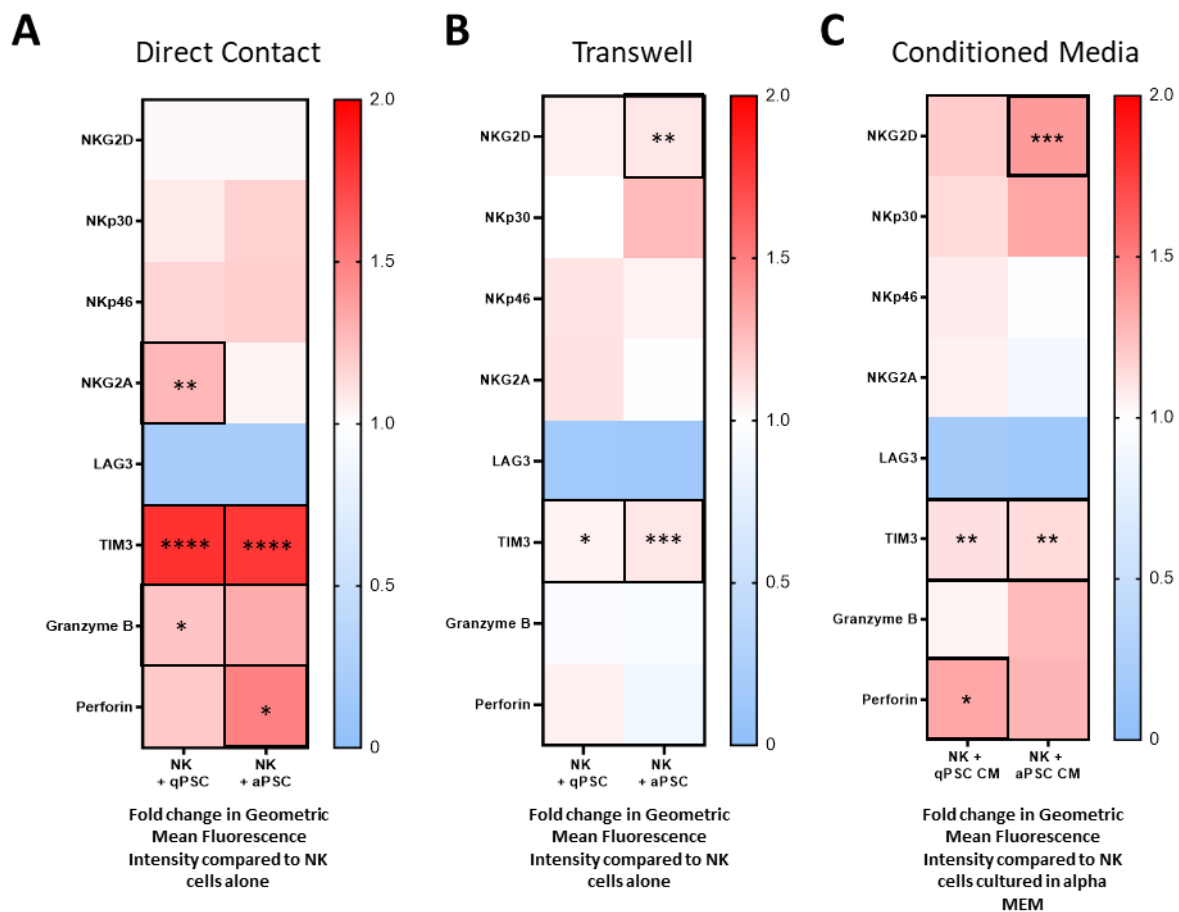 A
Direct Contact
NKG2D
NKp30
NKp46
NKG2A
LAG3
TIM3
Granzyme B
Perforin
**
**** ****
*
*
2.0
1.5
1.0
0.5
0
NK
+ qPSC
NK
+ aPSC
Fold change in Geometric
Mean Fluorescence
Intensity compared to NK
cells alone
B
Transwell
NKG2D
NKp30
NKp46
NKG2A
LAG3
TIM3
Granzyme B
Perforin
**
* ***
2.0
1.5
1.0
0.5
0
NK
+ qPSC
NK
+ aPSC
Fold change in Geometric
Mean Fluorescence
Intensity compared to NK
cells alone
C
Conditioned Media
NKG2D
NKp30
NKp46
NKG2A
LAG3
TIM3
Granzyme B
Perforin
***
** **
*
2.0
1.5
1.0
0.5
0
NK +
qPSC CM
NK +
aPSC CM
Fold change in Geometric
Mean Fluorescence
Intensity compared to NK
cells cultured in alpha
MEM